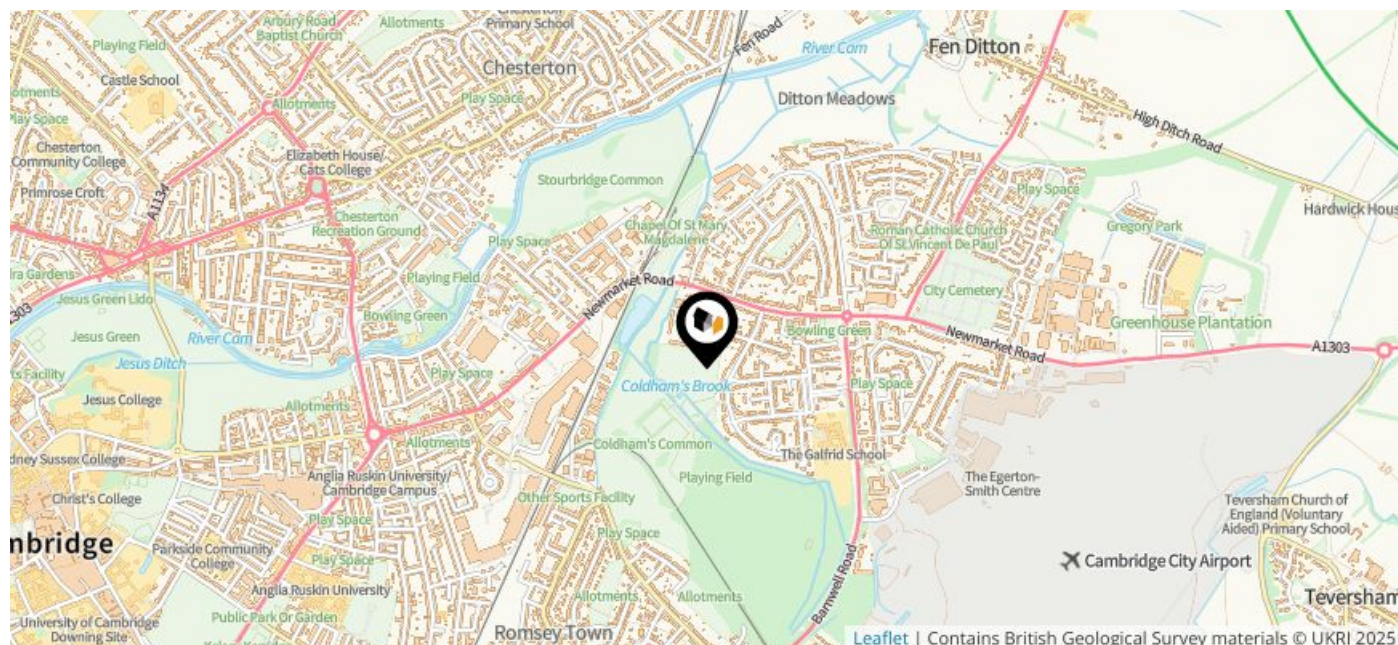 Arbury Road
Baptist Church
Allotments
Chesterton
Primary School
Playing Field
Castle School
Chesterton
Fen Road
River Cam
Fen Ditton
Allotments
Play Space
Ditton Meadows
High Ditch Road
Play Space
Chesterton
Community College
Elizabeth House/
Cats College
Primrose Croft
A1134
Stourbridge Common
Play Space
Hardwick Hous
Chesterton
Recreation Ground
Chapel Of St Mary
Magdalene
Roman Catholic Church
Of St Vincent De Paul
Gregory Park
Play Space
Playing Field
Gardens
Jesus Green Lido
Newmarket Road
City Cemetery
303
Bowling Green
Jesus Green
River Cam
Bowling Green
Newmarket Road
Greenhouse Plantation
A1303
Jesus Ditch
s Facility
Play Space
Coldham's Brook
Play Space
Jesus College
Allotments
Allotments
Coldham's Common
The Galfrid School
dney Sussex College
Anglia Ruskin University/
Cambridge Campus
Playing Field
The Egerton-
Smith Centre
Christ's College
Other Sports Facility
Teversham Church of
England (Voluntary
Aided) Primary School
Play Space
Play Space
mbridge
Parkside Community
College
Play Space
Barnwell Road
Cambridge City Airport
Anglia Ruskin University
Allotments
Allotments
Teversham
Public Park Or Garden
University of Cambridge
Downing Site
Romsey Town
Leaflet | Contains British Geological Survey materials © UKRI 2025